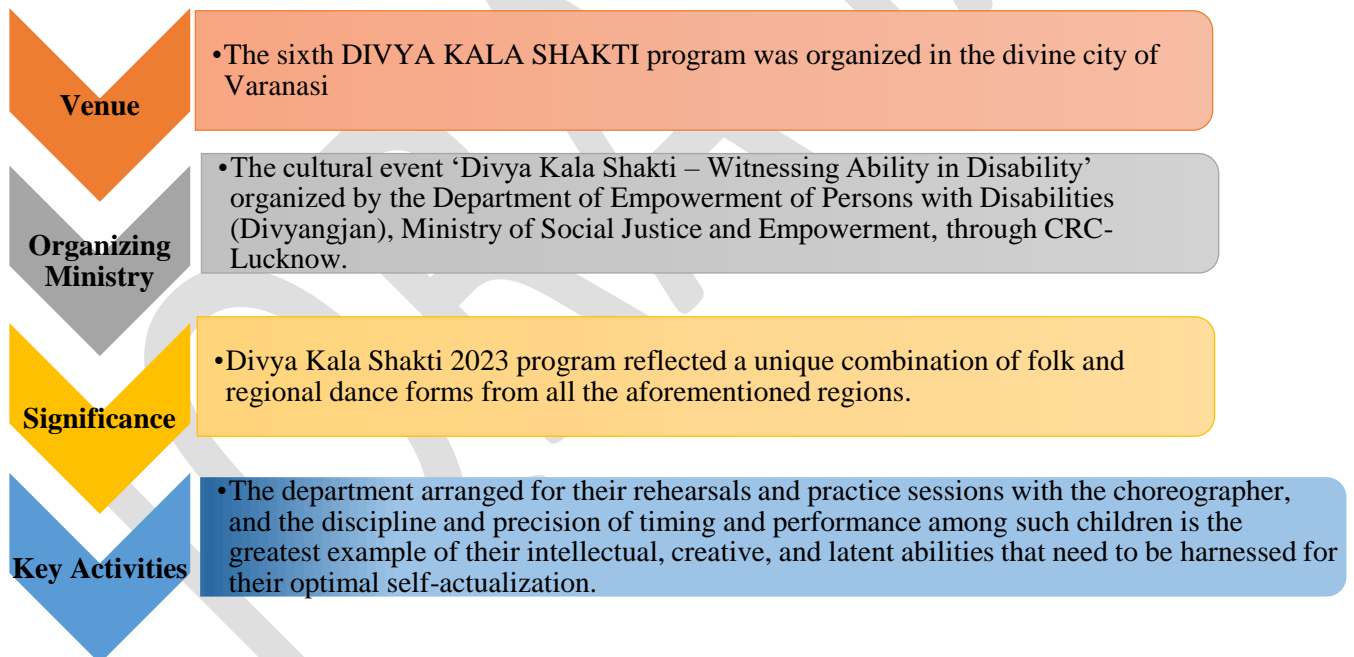 Venue
•The sixth DIVYA KALA SHAKTI program was organized in the divine city of
Varanasi
Organizing
Ministry
•The cultural event ‘Divya Kala Shakti – Witnessing Ability in Disability’
organized by the Department of Empowerment of Persons with Disabilities
(Divyangjan), Ministry of Social Justice and Empowerment, through CRC-
Lucknow.
Significance
•Divya Kala Shakti 2023 program reflected a unique combination of folk and
regional dance forms from all the aforementioned regions.
Key Activities
•The department arranged for their rehearsals and practice sessions with the choreographer,
and the discipline and precision of timing and performance among such children is the
greatest example of their intellectual, creative, and latent abilities that need to be harnessed for
their optimal self-actualization.